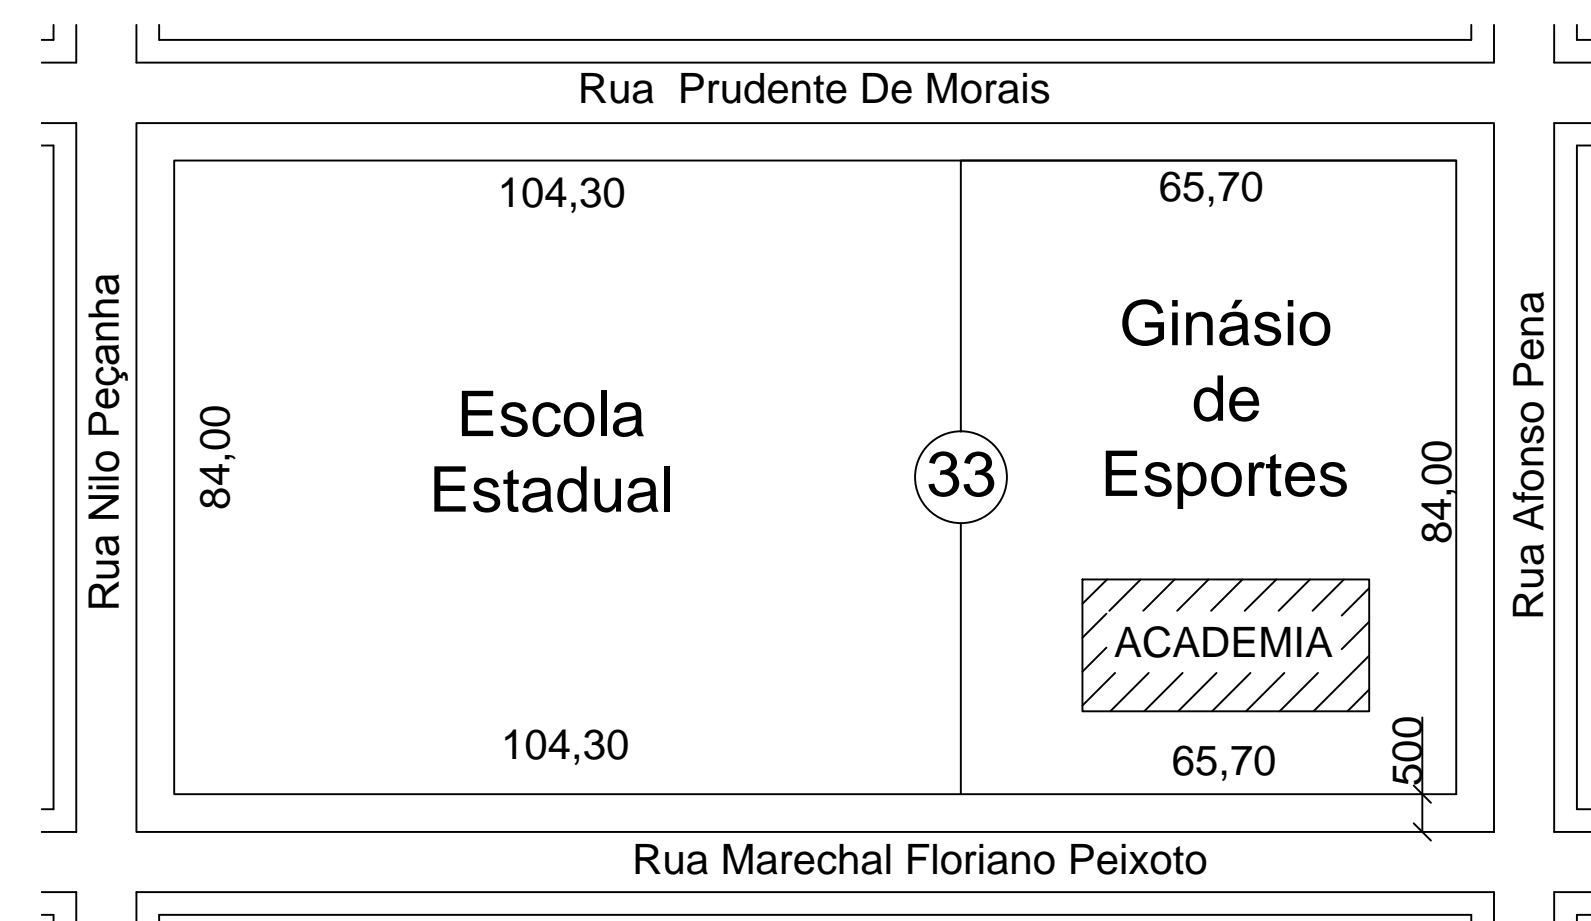 Rua Prudente De Morais
104,30
65,70
Rua Nilo Peçanha
84,00
Escola
Estadual
33
Ginásio
de
Esportes
84,00
Rua Afonso Pena
ACADEMIA
104,30
65,70
500
Rua Marechal Floriano Peixoto